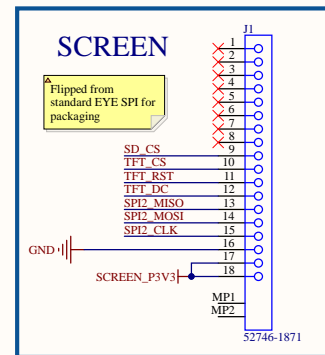 J1
SCREEN
1
2
Flipped from
standard EYE SPI for
packaging
3
4
5
6
7
8
SD_CS 9
TFT_CS 10
TFT_RST 11
TFT_DC 12
SPI2_MISO 13
SPI2_MOSI 14
SPI2_CLK 15
GND 16
17
SCREEN_P3V3 18
MP1
MP2
52746-1871